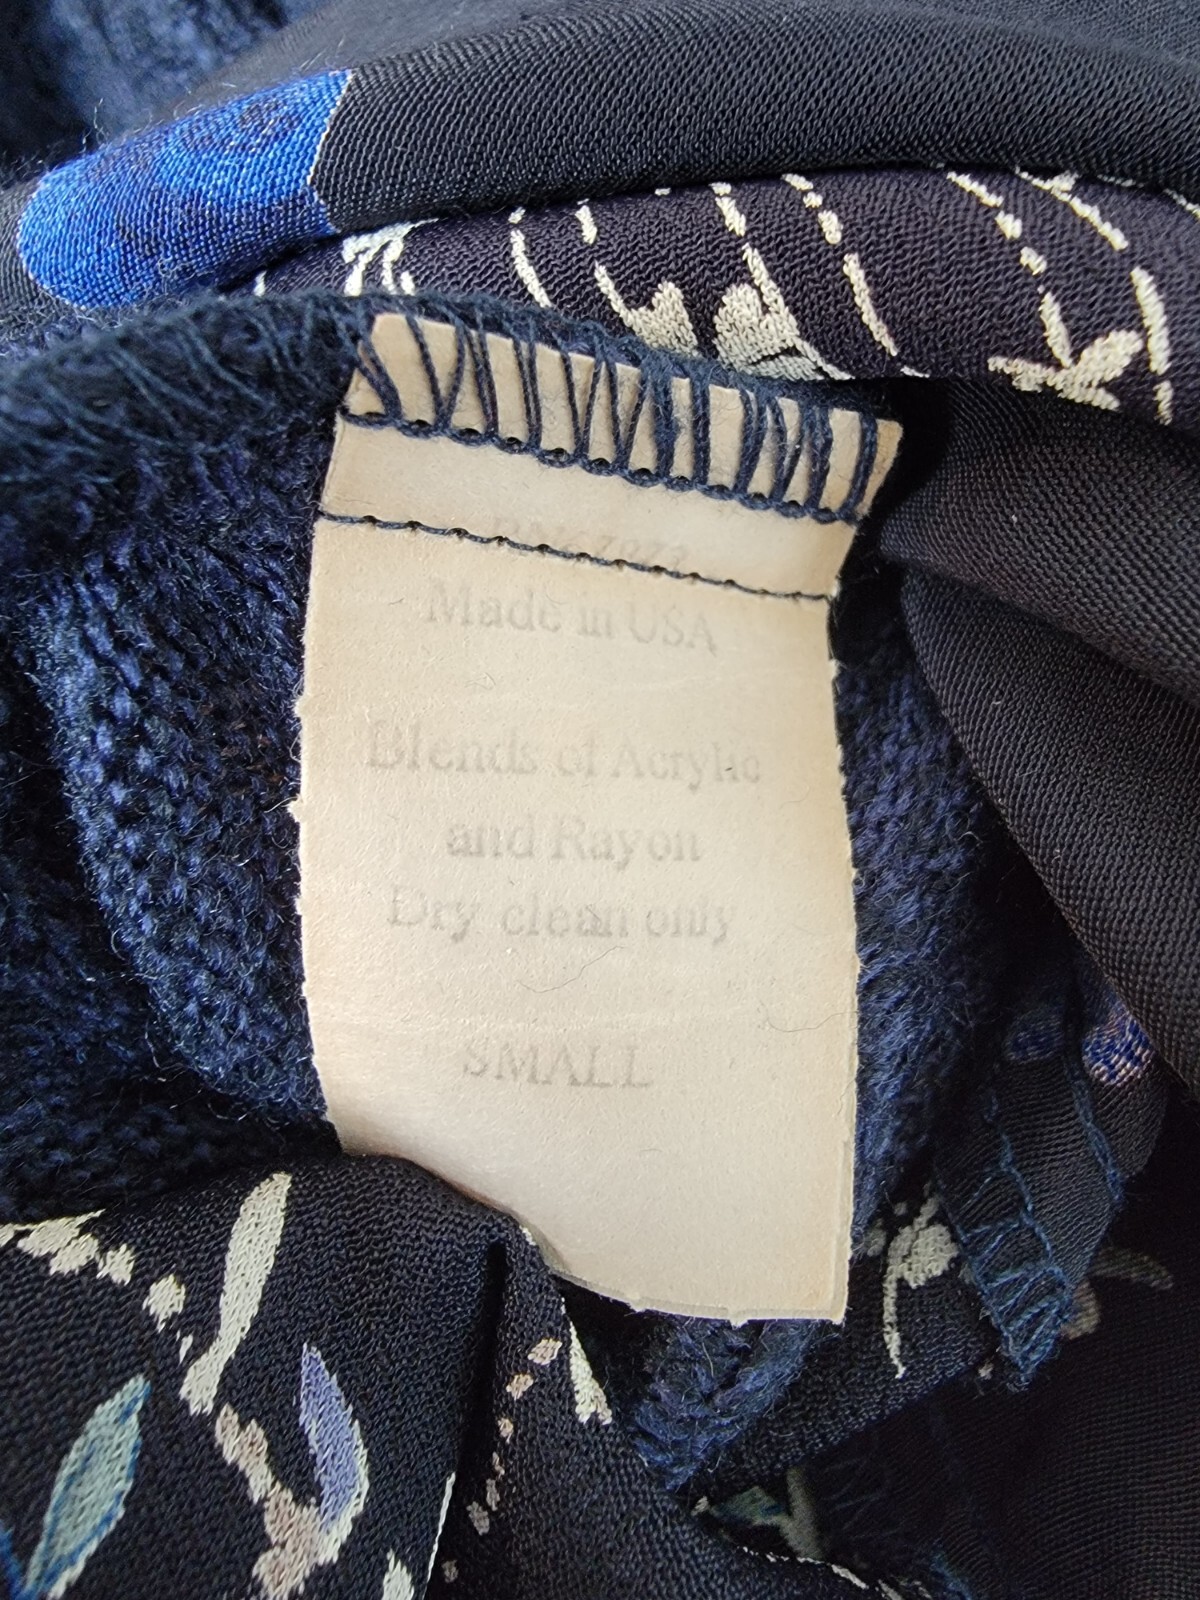 Made in USA
Blends of Acrylic
and Rayon
Dry clean only
SMALL